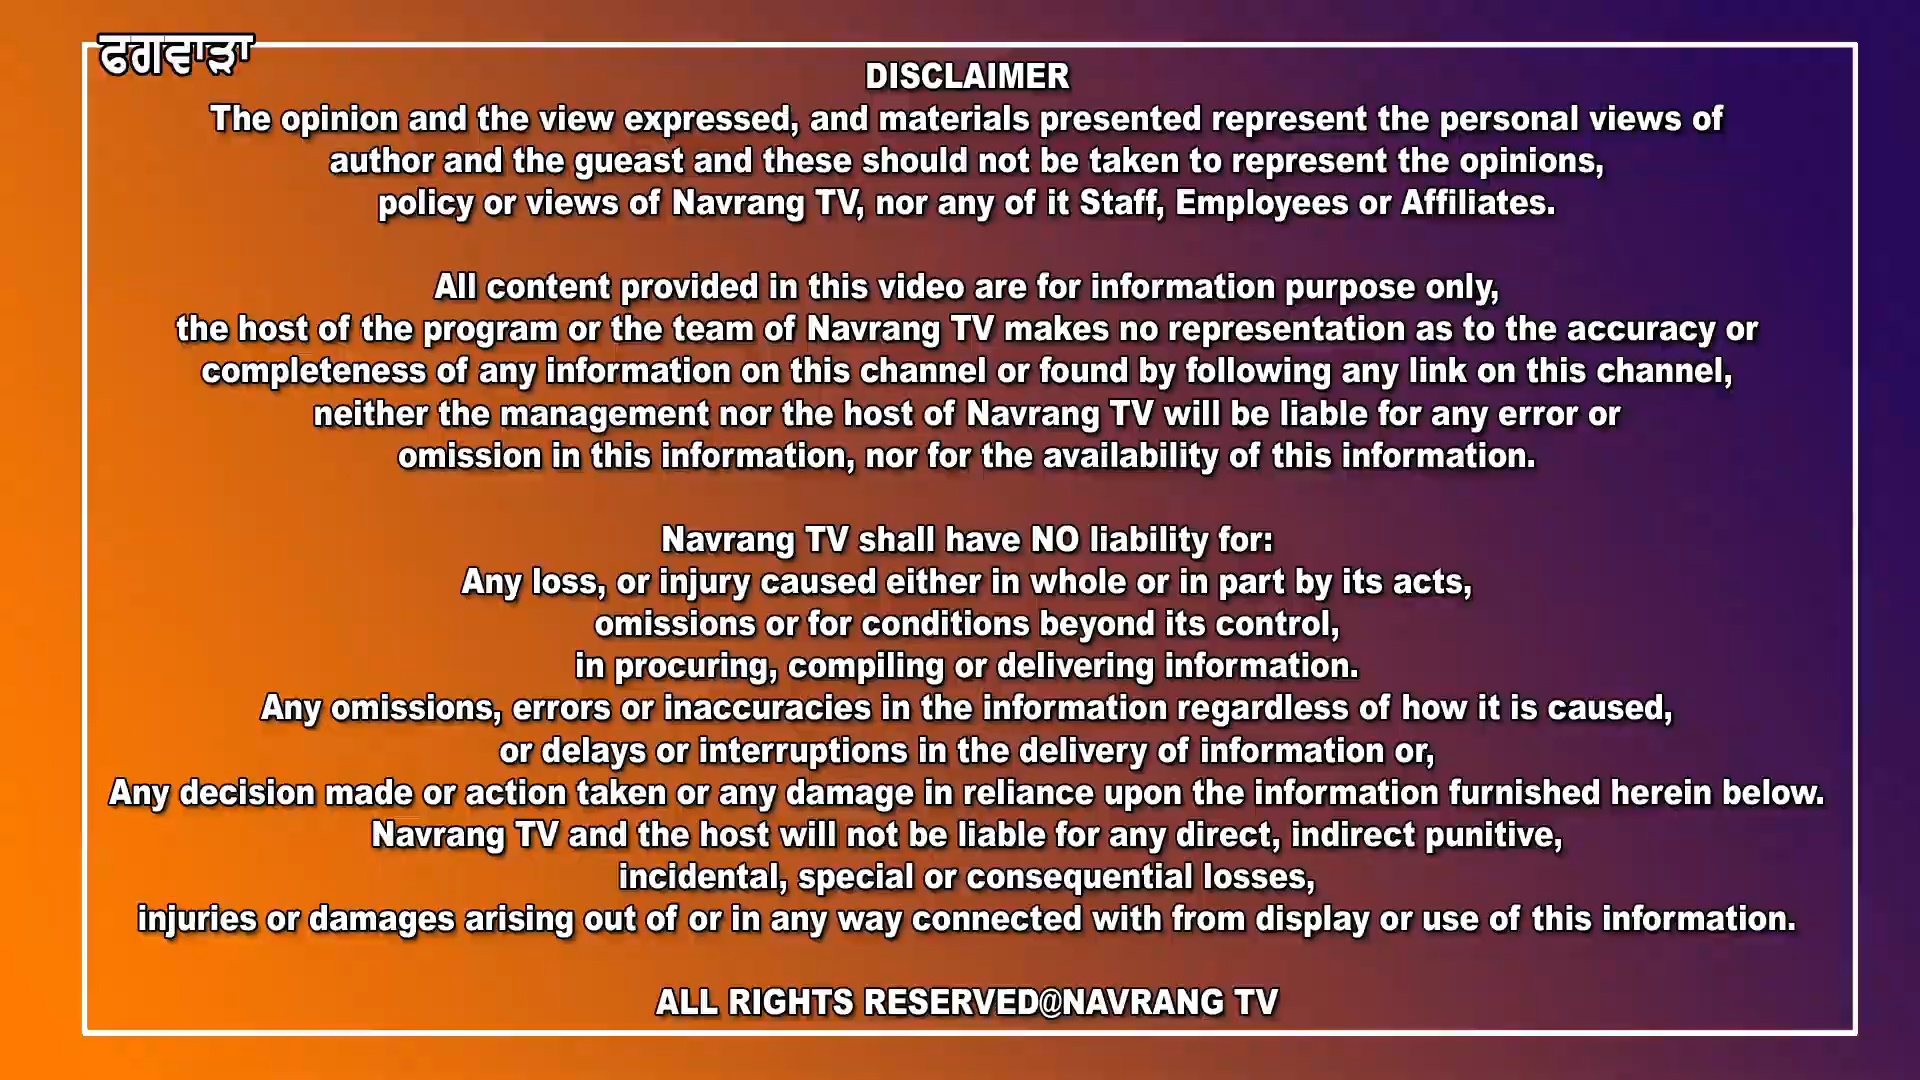 ਫਗਵਾੜਾ
DISCLAIMER
The opinion and the view expressed, and materials presented represent the personal views of
author and the gueast and these should not be taken to represent the opinions,
policy or views of Navrang TV, nor any of it Staff, Employees or Affiliates.
All content provided in this video are for information purpose only,
the host of the program or the team of Navrang TV makes no representation as to the accuracy or
completeness of any information on this channel or found by following any link on this channel,
neither the management nor the host of Navrang TV will be liable for any error or
omission in this information, nor for the availability of this information.
Navrang TV shall have NO liability for:
Any loss, or injury caused either in whole or in part by its acts,
omissions or for conditions beyond its control,
in procuring, compiling or delivering information.
Any omissions, errors or inaccuracies in the information regardless of how it is caused,
or delays or interruptions in the delivery of information or,
Any decision made or action taken or any damage in reliance upon the information furnished herein below.
Navrang TV and the host will not be liable for any direct, indirect punitive,
incidental, special or consequential losses,
injuries or damages arising out of or in any way connected with from display or use of this information.
ALL RIGHTS RESERVED@NAVRANG TV